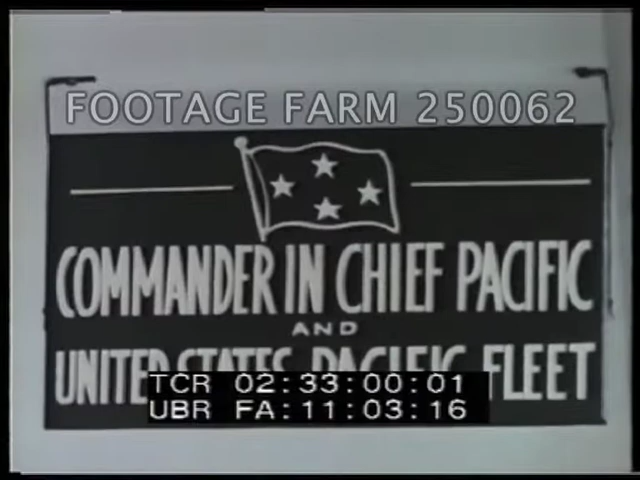 FOOTAGE FARM 250062
COMMANDER IN CHIEF PACIFIC
AND
UNITED STATES PACIFIC FLEET
TCR 02:33:00:01
UBR FA:11:03:16